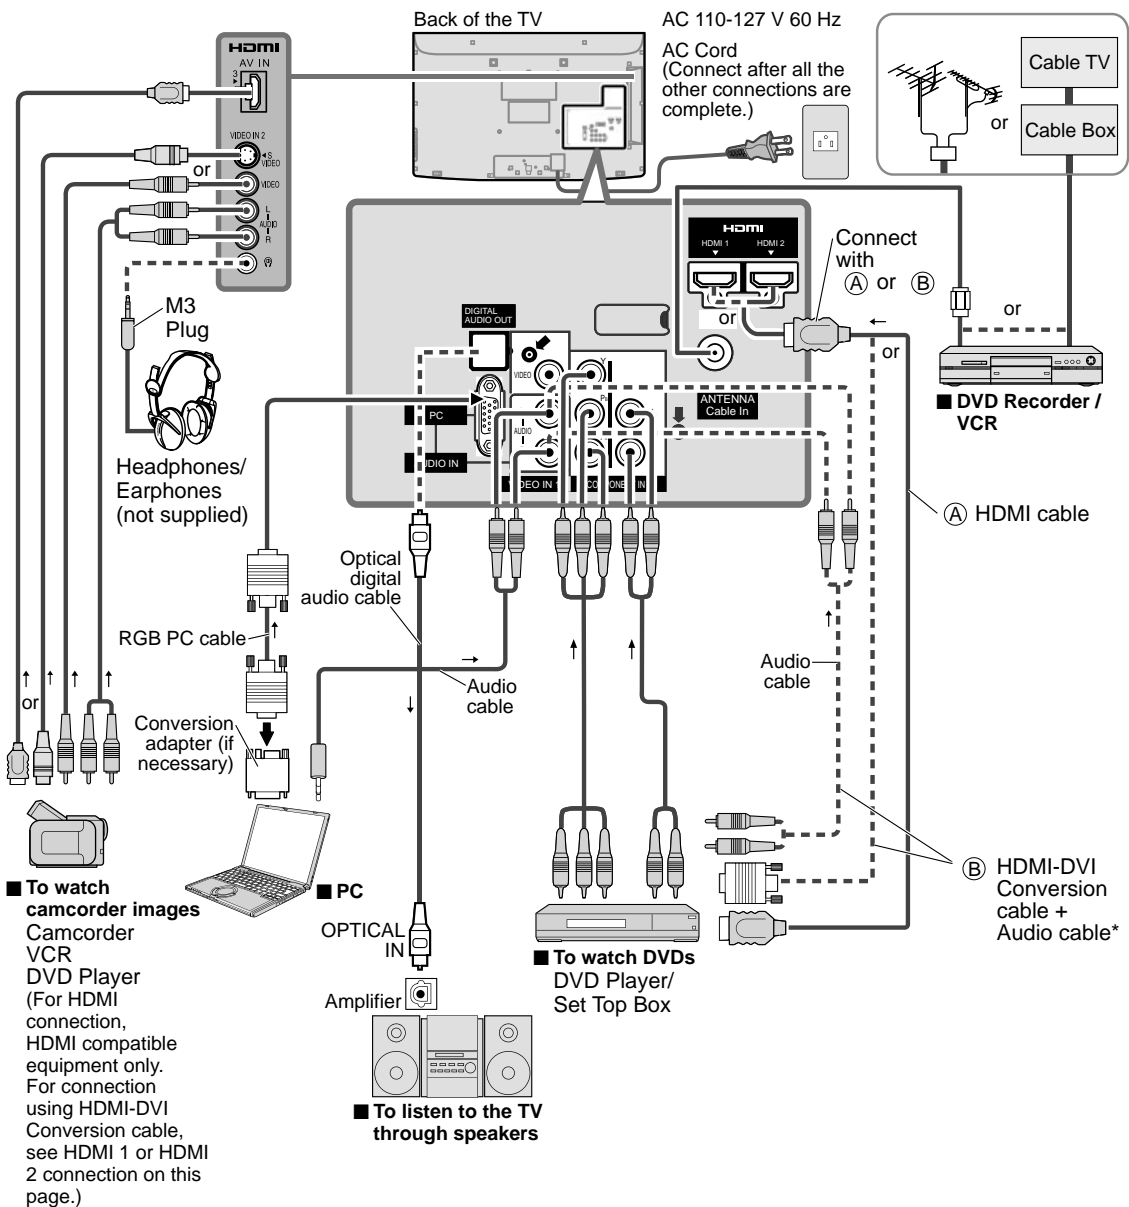 Back of the TV
AC 110-127 V 60 Hz
AC Cord
(Connect after all the
other connections are
complete.)
Cable TV
or
Cable Box
HDMI
AV IN
3
VIDEO IN 2
S
VIDEO
or
VIDEO
L
AUDIO
R
M3
Plug
Headphones/
Earphones
(not supplied)
HDMI
HDMI 1
HDMI 2
or
Connect
with
Ⓐ or Ⓑ
or
or
■ DVD Recorder /
VCR
DIGITAL
AUDIO OUT
VIDEO
Y
PC
AUDIO
ANTENNA
Cable In
Ⓐ HDMI cable
Optical
digital
audio cable
RGB PC cable
Audio
cable
Audio
cable
or
Conversion
adapter (if
necessary)
■ To watch
camcorder images
Camcorder
VCR
DVD Player
(For HDMI
connection,
HDMI compatible
equipment only.
For connection
using HDMI-DVI
Conversion cable,
see HDMI 1 or HDMI
2 connection on this
page.)
■ PC
OPTICAL
IN
Amplifier
■ To listen to the TV
through speakers
■ To watch DVDs
DVD Player/
Set Top Box
Ⓑ HDMI-DVI
Conversion
cable +
Audio cable*